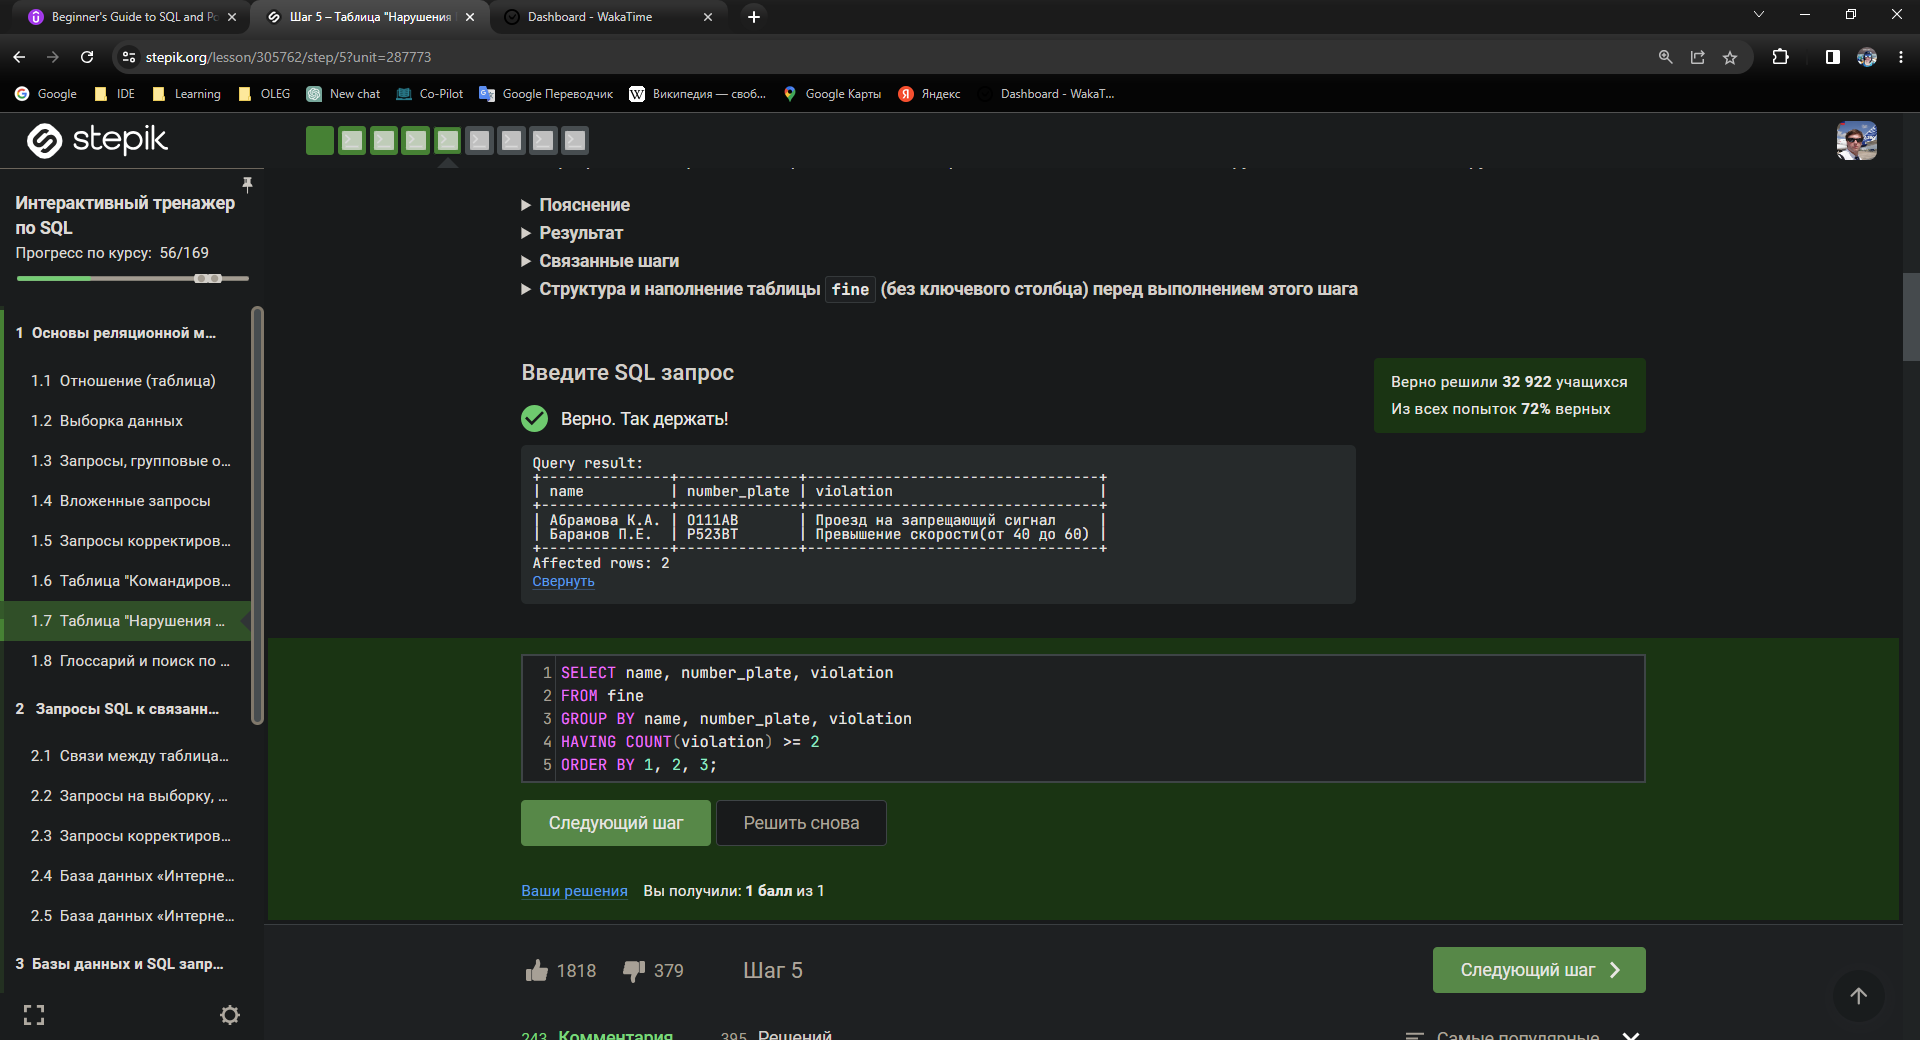 Beginner's Guide to SQL and Po
Шаг 5 – Таблица "Нарушения
Dashboard - WakaTime
stepik.org/lesson/305762/step/5?unit=287773
Google
IDE
Learning
OLEG
New chat
Co-Pilot
Google Переводчик
Википедия — своб...
Google Карты
Яндекс
Dashboard - WakaT...
stepik
Интерактивный тренажер
по SQL
Прогресс по курсу: 56/169
1 Основы реляционной м...
1.1 Отношение (таблица)
1.2 Выборка данных
1.3 Запросы, групповые о...
1.4 Вложенные запросы
1.5 Запросы корректиров...
1.6 Таблица "Командиров...
1.7 Таблица "Нарушения ...
1.8 Глоссарий и поиск по ...
2 Запросы SQL к связанн...
2.1 Связи между таблица...
2.2 Запросы на выборку, ...
2.3 Запросы корректиров...
2.4 База данных «Интерне...
2.5 База данных «Интерне...
3 Базы данных и SQL запр...
Пояснение
Результат
Связанные шаги
Структура и наполнение таблицы fine (без ключевого столбца) перед выполнением этого шага
Введите SQL запрос
Верно. Так держать!
Верно решили 32 922 учащихся
Из всех попыток 72% верных
Query result:
+---------------+--------------+----------------------------------+
| name          | number_plate | violation                        |
+---------------+--------------+----------------------------------+
| Абрамова К.А. | О111АВ       | Проезд на запрещающий сигнал     |
| Баранов П.Е.  | Р523ВТ       | Превышение скорости(от 40 до 60) |
+---------------+--------------+----------------------------------+
Affected rows: 2
Свернуть
1 SELECT name, number_plate, violation
2 FROM fine
3 GROUP BY name, number_plate, violation
4 HAVING COUNT(violation) >= 2
5 ORDER BY 1, 2, 3;
Следующий шаг
Решить снова
Ваши решения Вы получили: 1 балл из 1
1818
379
Шаг 5
Следующий шаг
243 Комментария
395 Решений
Самые популярные